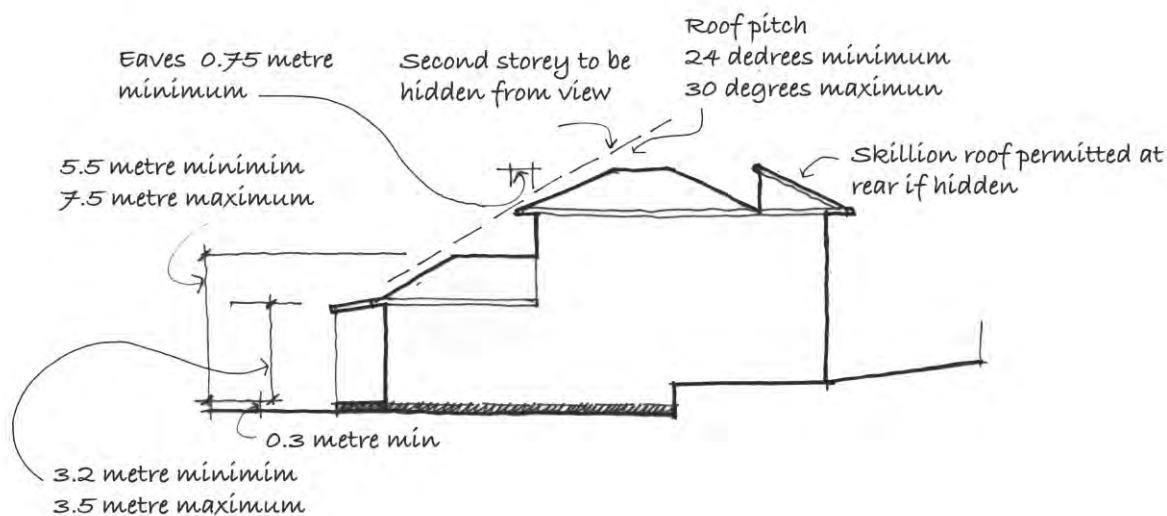 Eaves 0.75 metre
minimum
Second storey to be
hidden from view
Roof pitch
24 dedrees minimum
30 degrees maximun
5.5 metre minimim
7.5 metre maximum
Skillion roof permitted at
rear if hidden
0.3 metre min
3.2 metre minimim
3.5 metre maximum